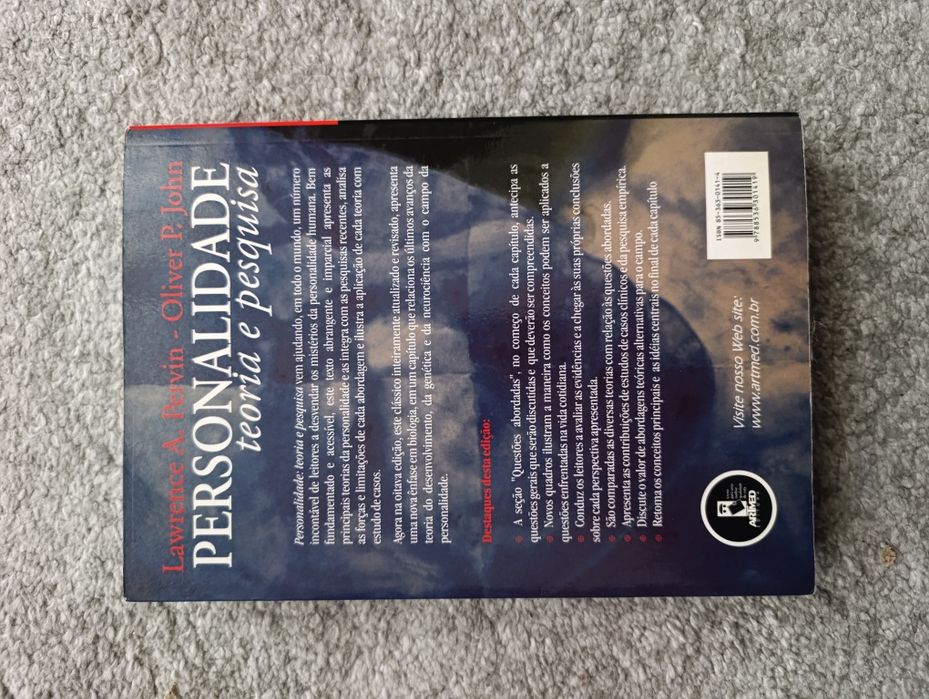 Lawrence A. Pervin - Oliver P. John
PERSONALIDADE
teoria e pesquisa
Personalidade: teoria e pesquisa vem ajudando, em todo o mundo, um número
incontável de leitores a desvendar os mistérios da personalidade humana. Bem
fundamentado e acessível, este texto abrangente e imparcial apresenta as
principais teorias da personalidade e as integra com as pesquisas recentes, analisa
as forças e limitações de cada abordagem e ilustra a aplicação de cada teoria com
estudo de casos.
Agora na oitava edição, este clássico inteiramente atualizado e revisado, apresenta
uma nova ênfase em biologia, em um capítulo que relaciona os últimos avanços da
teoria do desenvolvimento, da genética e da neurociência com o campo da
personalidade.
Destaques desta edição:
A seção "Questões abordadas", no começo de cada capítulo, antecipa as
questões gerais que serão discutidas e que deverão ser compreendidas.
Novos quadros ilustram a maneira como os conceitos podem ser aplicados a
questões enfrentadas na vida cotidiana.
Conduz os leitores a avaliar as evidências e a chegar às suas próprias conclusões
sobre cada perspectiva apresentada.
São comparadas as diversas teorias com relação às questões abordadas.
Apresenta as contribuições de estudos de casos clínicos e da pesquisa empírica.
Discute o valor de abordagens teóricas alternativas para o campo.
Retoma os conceitos principais e as idéias centrais no final de cada capítulo
ARTMED
EDITORA
Visite nosso Web site:
www.artmed.com.br
ISBN 85-363-0141-4
9 788536 301419